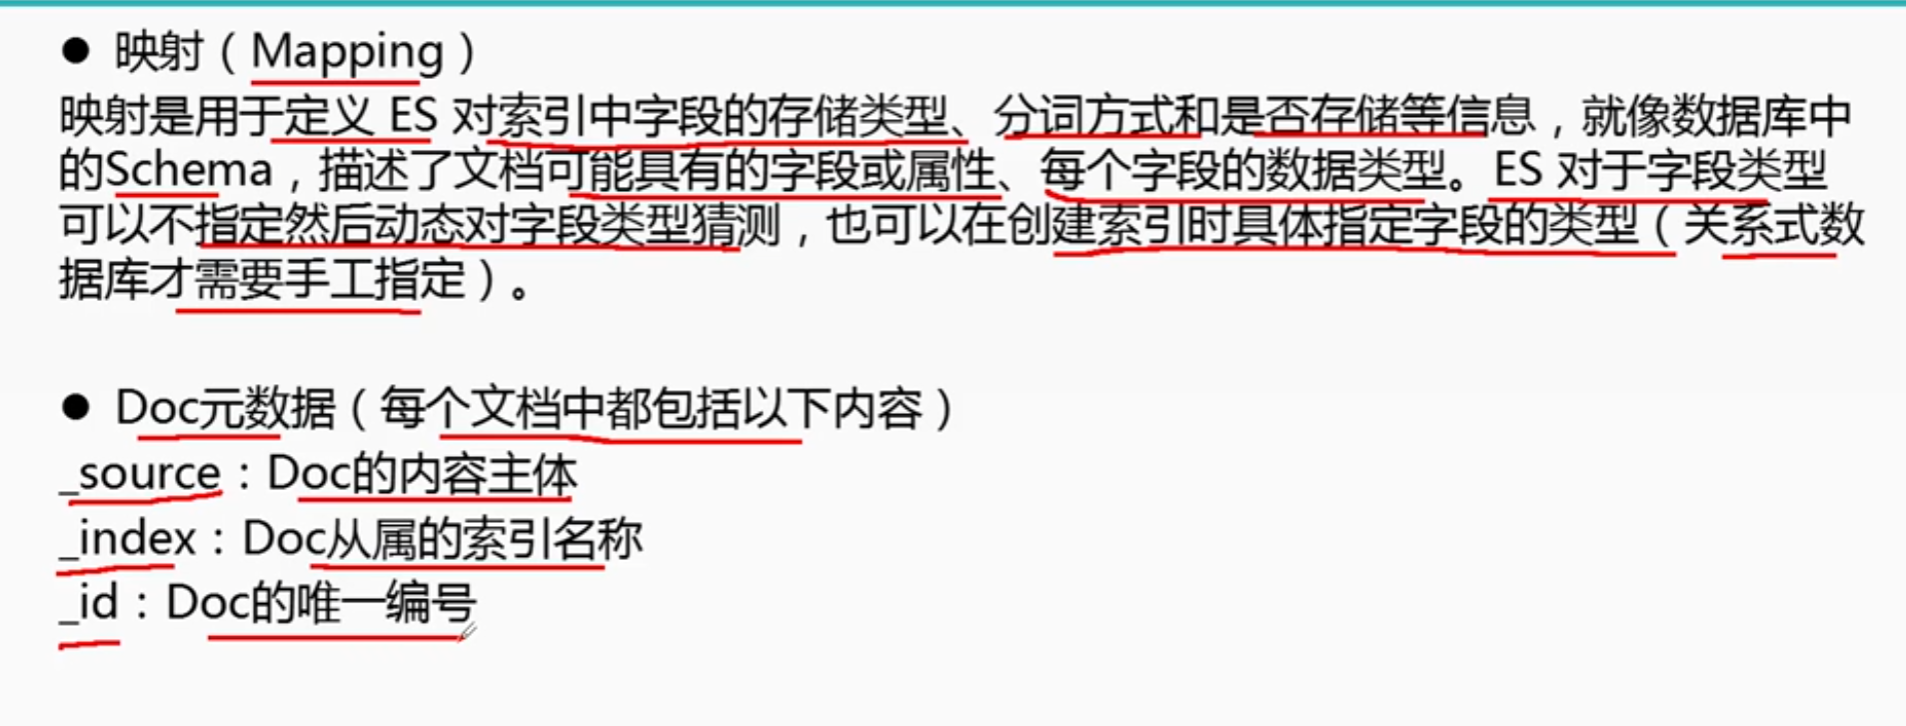 ● 映射（Mapping）
映射是用于定义 ES 对索引中字段的存储类型、分词方式和是否存储等信息，就像数据库中
的Schema，描述了文档可能具有的字段或属性、每个字段的数据类型。ES 对于字段类型
可以不指定然后动态对字段类型猜测，也可以在创建索引时具体指定字段的类型（关系式数
据库才需要手工指定）。
● Doc元数据（每个文档中都包括以下内容）
_source：Doc的内容主体
_index：Doc从属的索引名称
_id：Doc的唯一编号